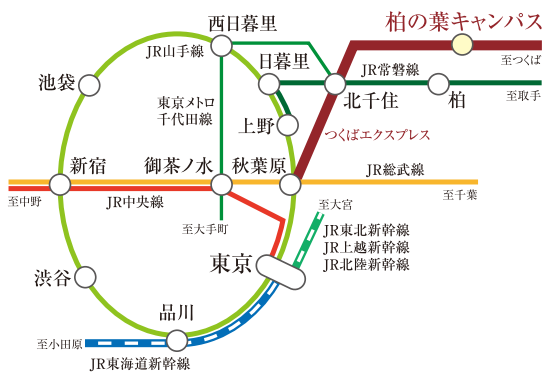 柏の葉キャンパス
西日暮里
JR山手線
日暮里
至つくば
JR常磐線
池袋
北千住
柏
至取手
東京メトロ
千代田線
上野
つくばエクスプレス
新宿
御茶ノ水
秋葉原
JR総武線
至中野
JR中央線
至千葉
至大宮
至大手町
JR東北新幹線
JR上越新幹線
JR北陸新幹線
東京
渋谷
品川
至小田原
JR東海道新幹線